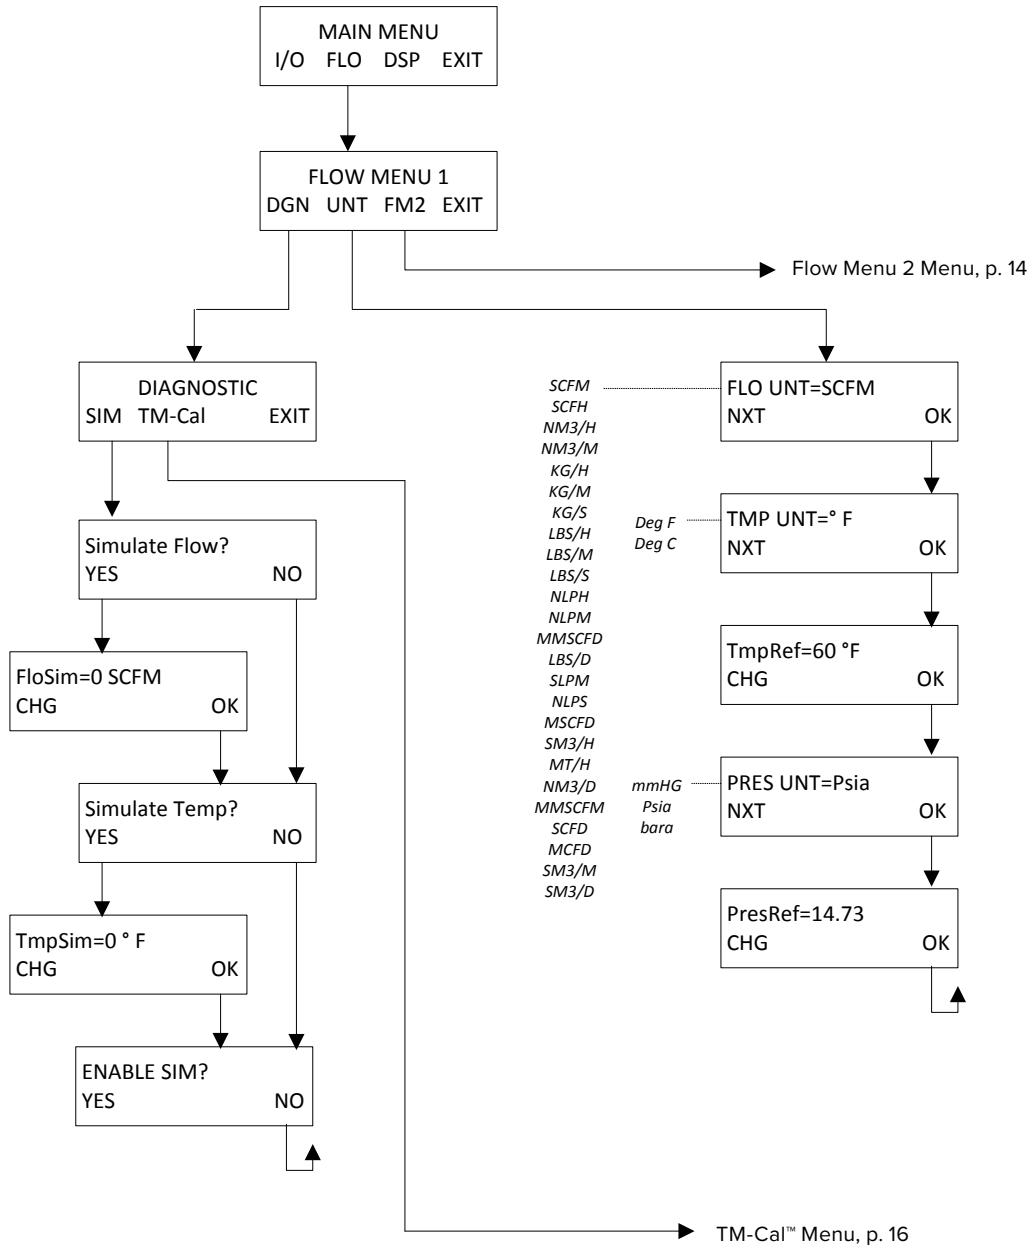 MAIN MENU
I/O FLO DSP EXIT
FLOW MENU 1
DGN UNT FM2 EXIT
Flow Menu 2 Menu, p. 14
DIAGNOSTIC
SIM TM-Cal EXIT
Simulate Flow?
YES NO
FloSim=0 SCFM
CHG OK
Simulate Temp?
YES NO
TmpSim=0 ° F
CHG OK
ENABLE SIM?
YES NO
SCFM
SCFH
NM3/H
NM3/M
KG/H
KG/M
KG/S
LBS/H
LBS/M
LBS/S
NLPH
NLPM
MMSCFD
LBS/D
SLPM
NLPS
MSCFD
SM3/H
MT/H
NM3/D
MMSCFM
SCFD
MCFD
SM3/M
SM3/D
FLO UNT=SCFM
NXT OK
Deg F
Deg C
TMP UNT=° F
NXT OK
TmpRef=60 °F
CHG OK
mmHG
Psia
bara
PRES UNT=Psia
NXT OK
PresRef=14.73
CHG OK
TM-Cal™ Menu, p. 16